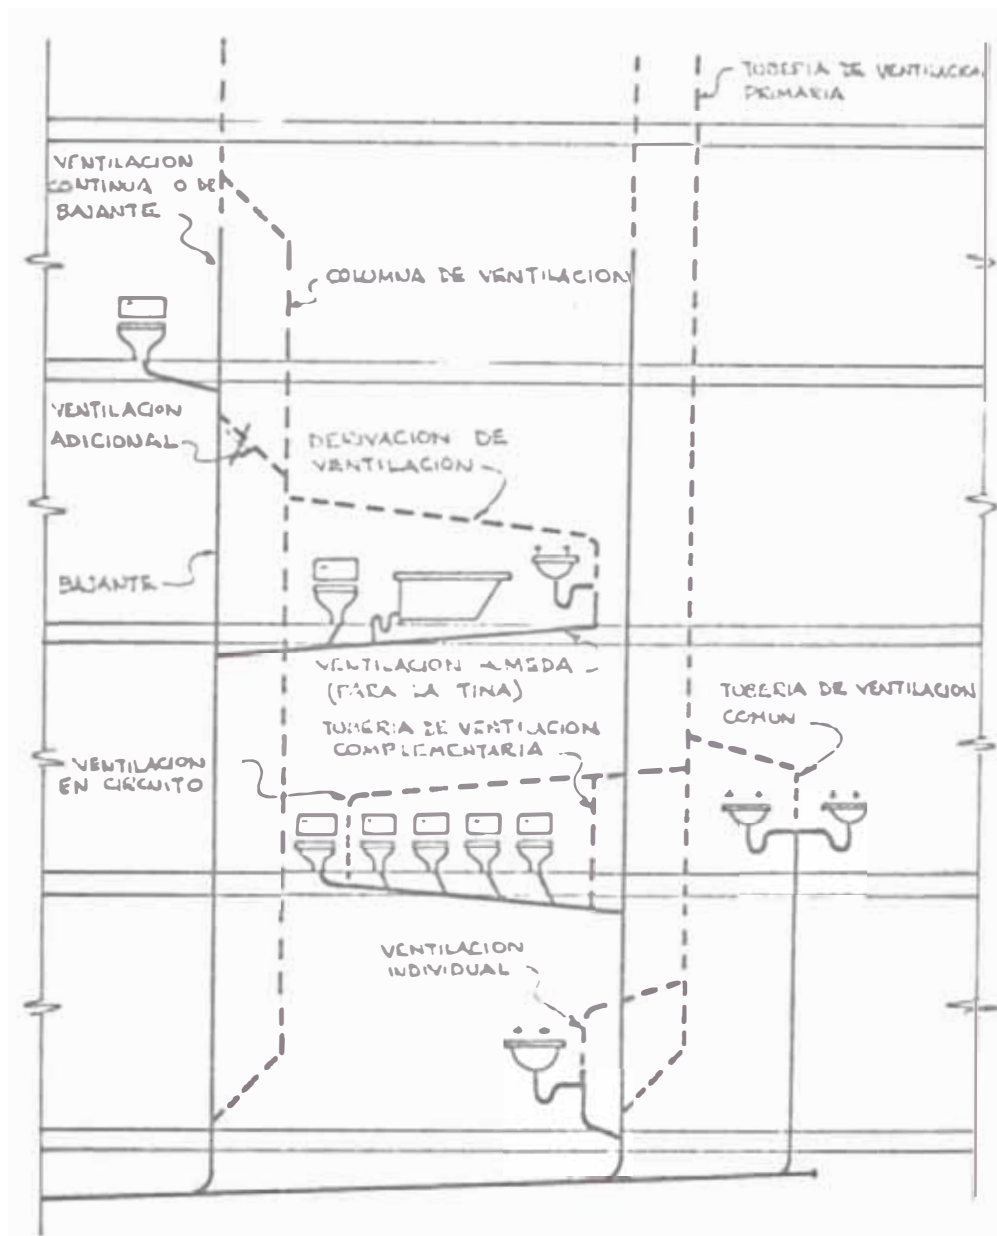 TUBERIA DE VENTILACION
PRIMARIA
VENTILACION
CONTINUA O DE
BAJANTE
COLUMNA DE VENTILACION
VENTILACION
ADICIONAL
DERIVACION DE
VENTILACION
BAJANTE
VENTILACION
(PARA LA TINA)
TUBERIA DE VENTILACION
COMUN
TUBERIA DE VENTILACION
COMPLEMENTARIA
VENTILACION
EN CIRCUITO
VENTILACION
INDIVIDUAL